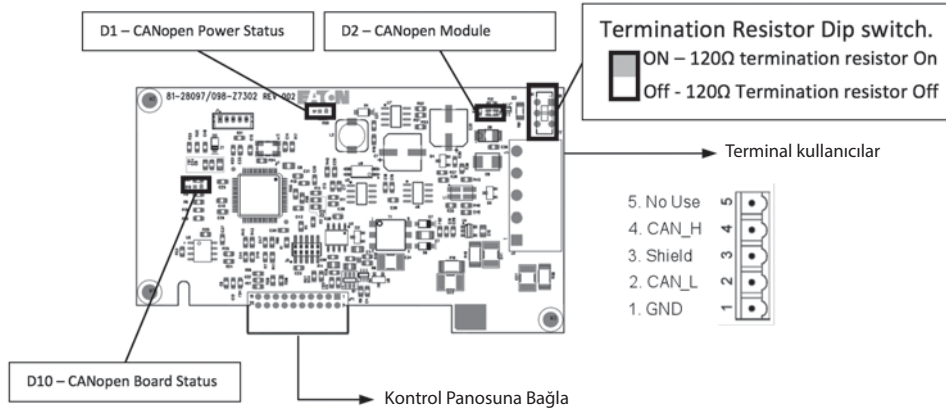 D1 – CANopen Power Status
D2 – CANopen Module
Termination Resistor Dip switch.
ON – 120Ω termination resistor On
Off - 120Ω Termination resistor Off
81-28097/098-Z7302 REV 002
EATON
Terminal kullanıcılar
5. No Use
4. CAN_H
3. Shield
2. CAN_L
1. GND
5
4
3
2
1
D10 – CANopen Board Status
Kontrol Panosuna Bağla